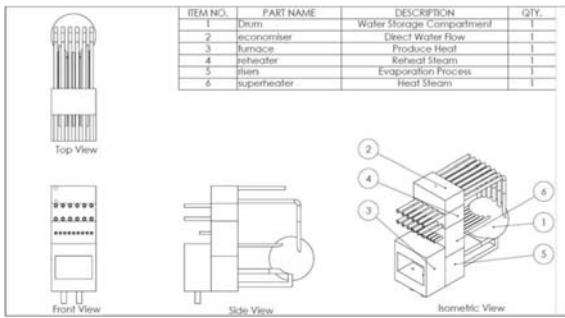 ITEM NO. PART NAME DESCRIPTION QTY.
1 Drum Water Storage Compartment 1
2 economiser Direct Water Flow 1
3 furnace Produce Heat 1
4 reheater Reheat Steam 1
5 risers Evaporation Process 1
6 superheater Heat Steam 1
Top View
2
4
3
6
1
5
Front View
Side View
Isometric View